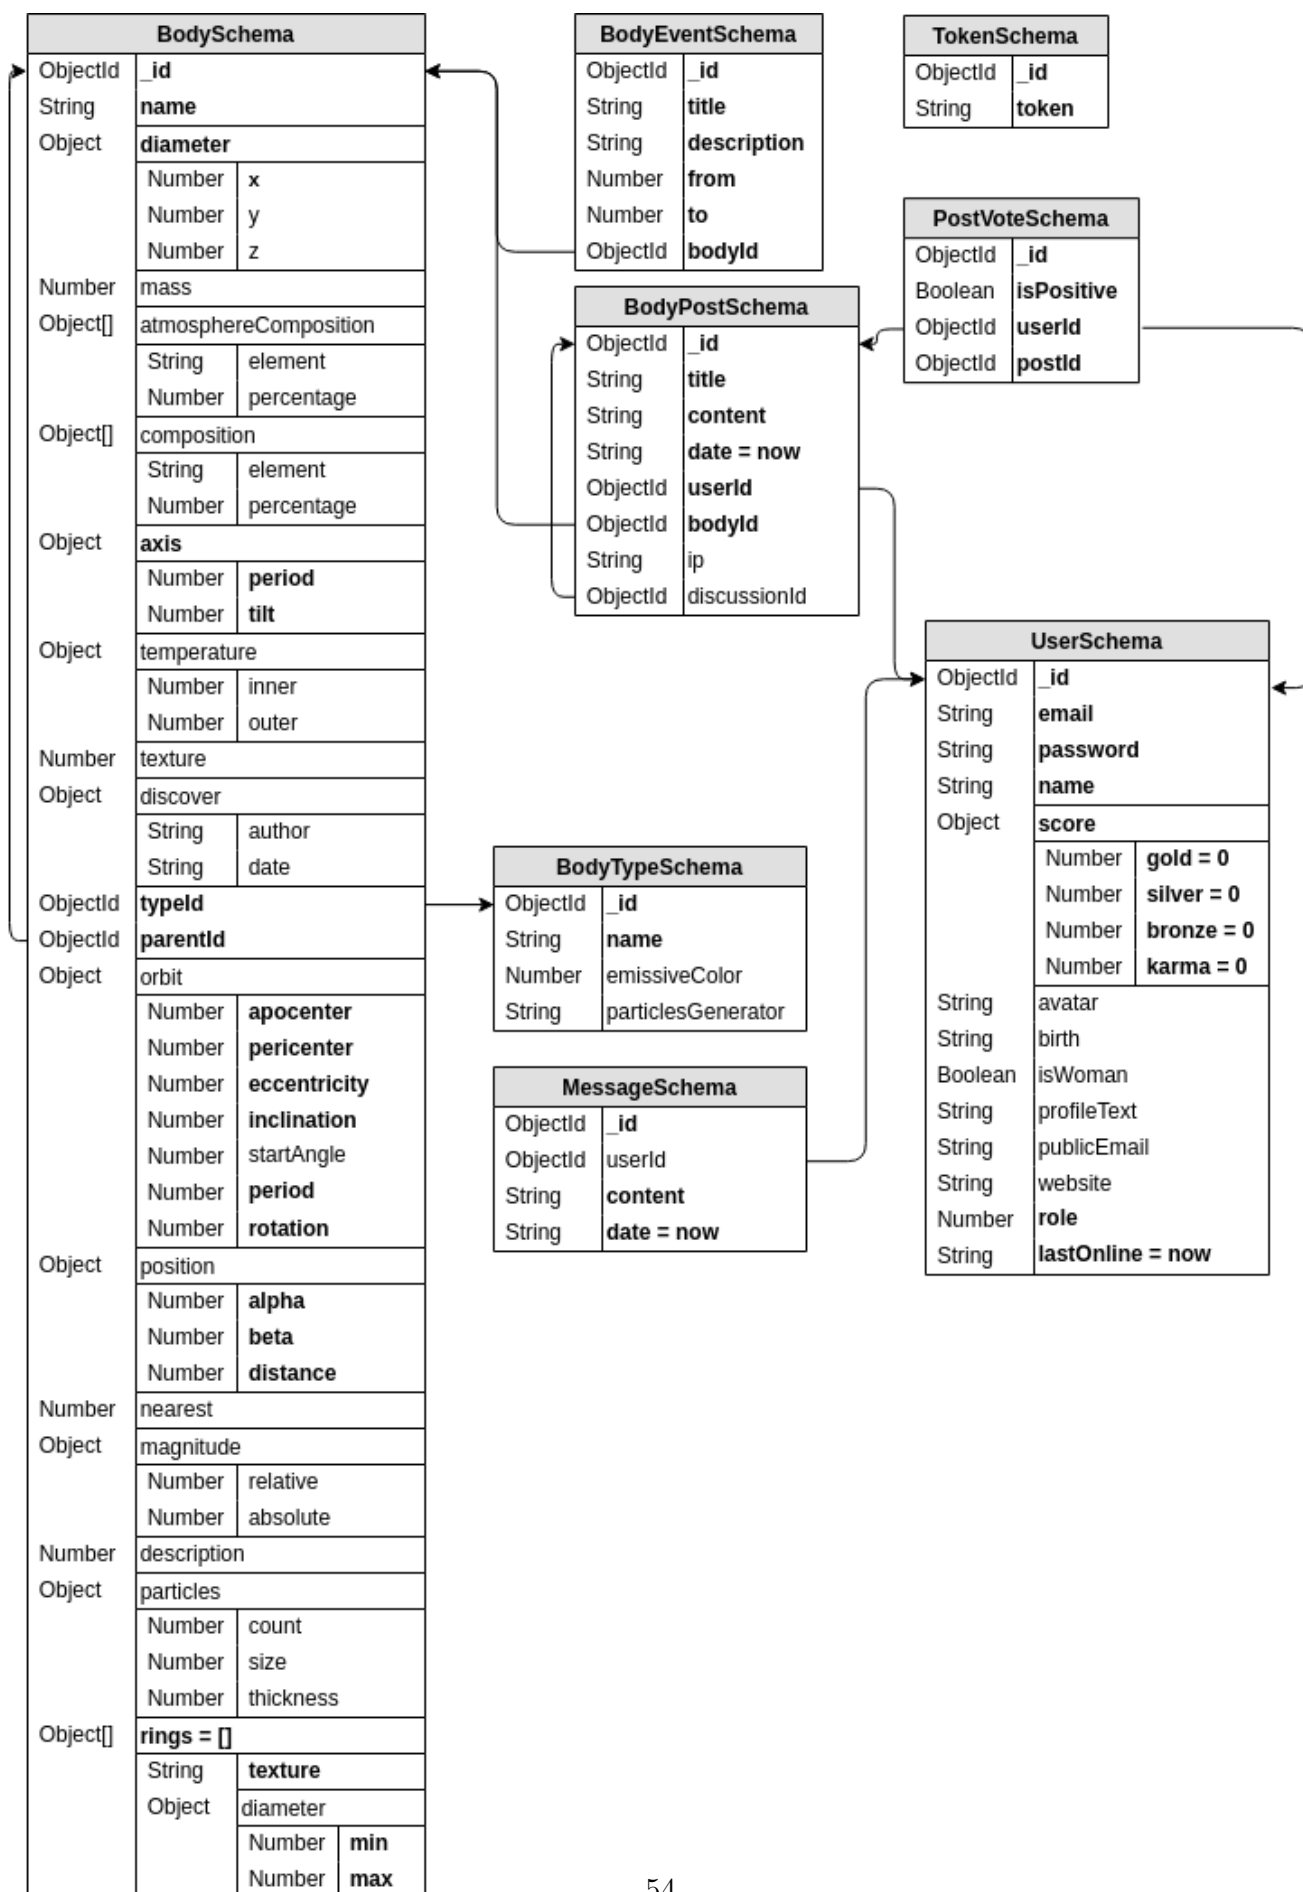 BodySchema
ObjectId _id
String name
Object diameter
Number x
Number y
Number z
Number mass
Object[] atmosphereComposition
String element
Number percentage
Object[] composition
String element
Number percentage
Object axis
Number period
Number tilt
Object temperature
Number inner
Number outer
Number texture
Object discover
String author
String date
ObjectId typeId
ObjectId parentId
Object orbit
Number apocenter
Number pericenter
Number eccentricity
Number inclination
Number startAngle
Number period
Number rotation
Object position
Number alpha
Number beta
Number distance
Number nearest
Object magnitude
Number relative
Number absolute
Number description
Object particles
Number count
Number size
Number thickness
Object[] rings = []
String texture
Object diameter
Number min
Number max
BodyEventSchema
ObjectId _id
String title
String description
Number from
Number to
ObjectId bodyId
BodyPostSchema
ObjectId _id
String title
String content
String date = now
ObjectId userId
ObjectId bodyId
String ip
ObjectId discussionId
BodyTypeSchema
ObjectId _id
String name
Number emissiveColor
String particlesGenerator
MessageSchema
ObjectId _id
ObjectId userId
String content
String date = now
TokenSchema
ObjectId _id
String token
PostVoteSchema
ObjectId _id
Boolean isPositive
ObjectId userId
ObjectId postId
UserSchema
ObjectId _id
String email
String password
String name
Object score
Number gold = 0
Number silver = 0
Number bronze = 0
Number karma = 0
String avatar
String birth
Boolean isWoman
String profileText
String publicEmail
String website
Number role
String lastOnline = now
54